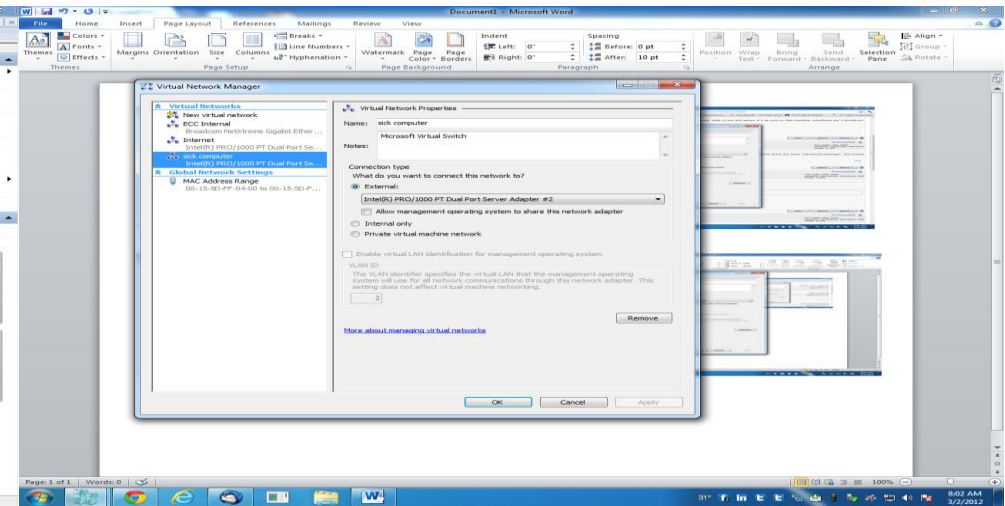 Document1 - Microsoft Word
File Home Insert Page Layout References Mailings Review View
Themes
Colors
Fonts
Effects
Themes
Margins Orientation Size Columns
Breaks
Line Numbers
Hyphenation
Page Setup
Watermark Page Color Page Borders
Page Background
Indent
Left: 0"
Right: 0"
Spacing
Before: 0 pt
After: 10 pt
Paragraph
Position Wrap Text Bring Forward Send Backward Selection Pane
Align
Group
Rotate
Arrange
Virtual Network Manager
Virtual Networks
New virtual network
ECC Internal
Broadcom NetXtreme Gigabit Ether...
Internet
Intel(R) PRO/1000 PT Dual Port Se...
sick computer
Intel(R) PRO/1000 PT Dual Port Se...
Global Network Settings
MAC Address Range
00-15-5D-FF-04-00 to 00-15-5D-F...
Virtual Network Properties
Name: sick computer
Notes: Microsoft Virtual Switch
Connection type
What do you want to connect this network to?
External:
Intel(R) PRO/1000 PT Dual Port Server Adapter #2
Allow management operating system to share this network adapter
Internal only
Private virtual machine network
Enable virtual LAN identification for management operating system
VLAN ID
The VLAN identifier specifies the virtual LAN that the management operating
system will use for all network communications through this network adapter. This
setting does not affect virtual machine networking.
2
Remove
More about managing virtual networks
OK Cancel Apply
Page: 1 of 1 Words: 0
100%
31°
8:02 AM
3/2/2012